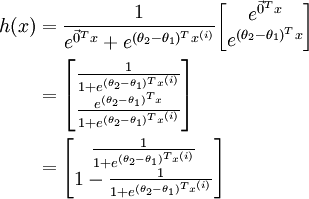 h(x) = \frac{1}{e^{\vec{0}^T x} + e^{(\theta_2 - \theta_1)^T x^{(i)}}} \begin{bmatrix} e^{\vec{0}^T x} \\ e^{(\theta_2 - \theta_1)^T x} \end{bmatrix}
= \begin{bmatrix} \frac{1}{1 + e^{(\theta_2 - \theta_1)^T x^{(i)}}} \\ \frac{e^{(\theta_2 - \theta_1)^T x}}{1 + e^{(\theta_2 - \theta_1)^T x^{(i)}}} \end{bmatrix}
= \begin{bmatrix} \frac{1}{1 + e^{(\theta_2 - \theta_1)^T x^{(i)}}} \\ 1 - \frac{1}{1 + e^{(\theta_2 - \theta_1)^T x^{(i)}}} \end{bmatrix}